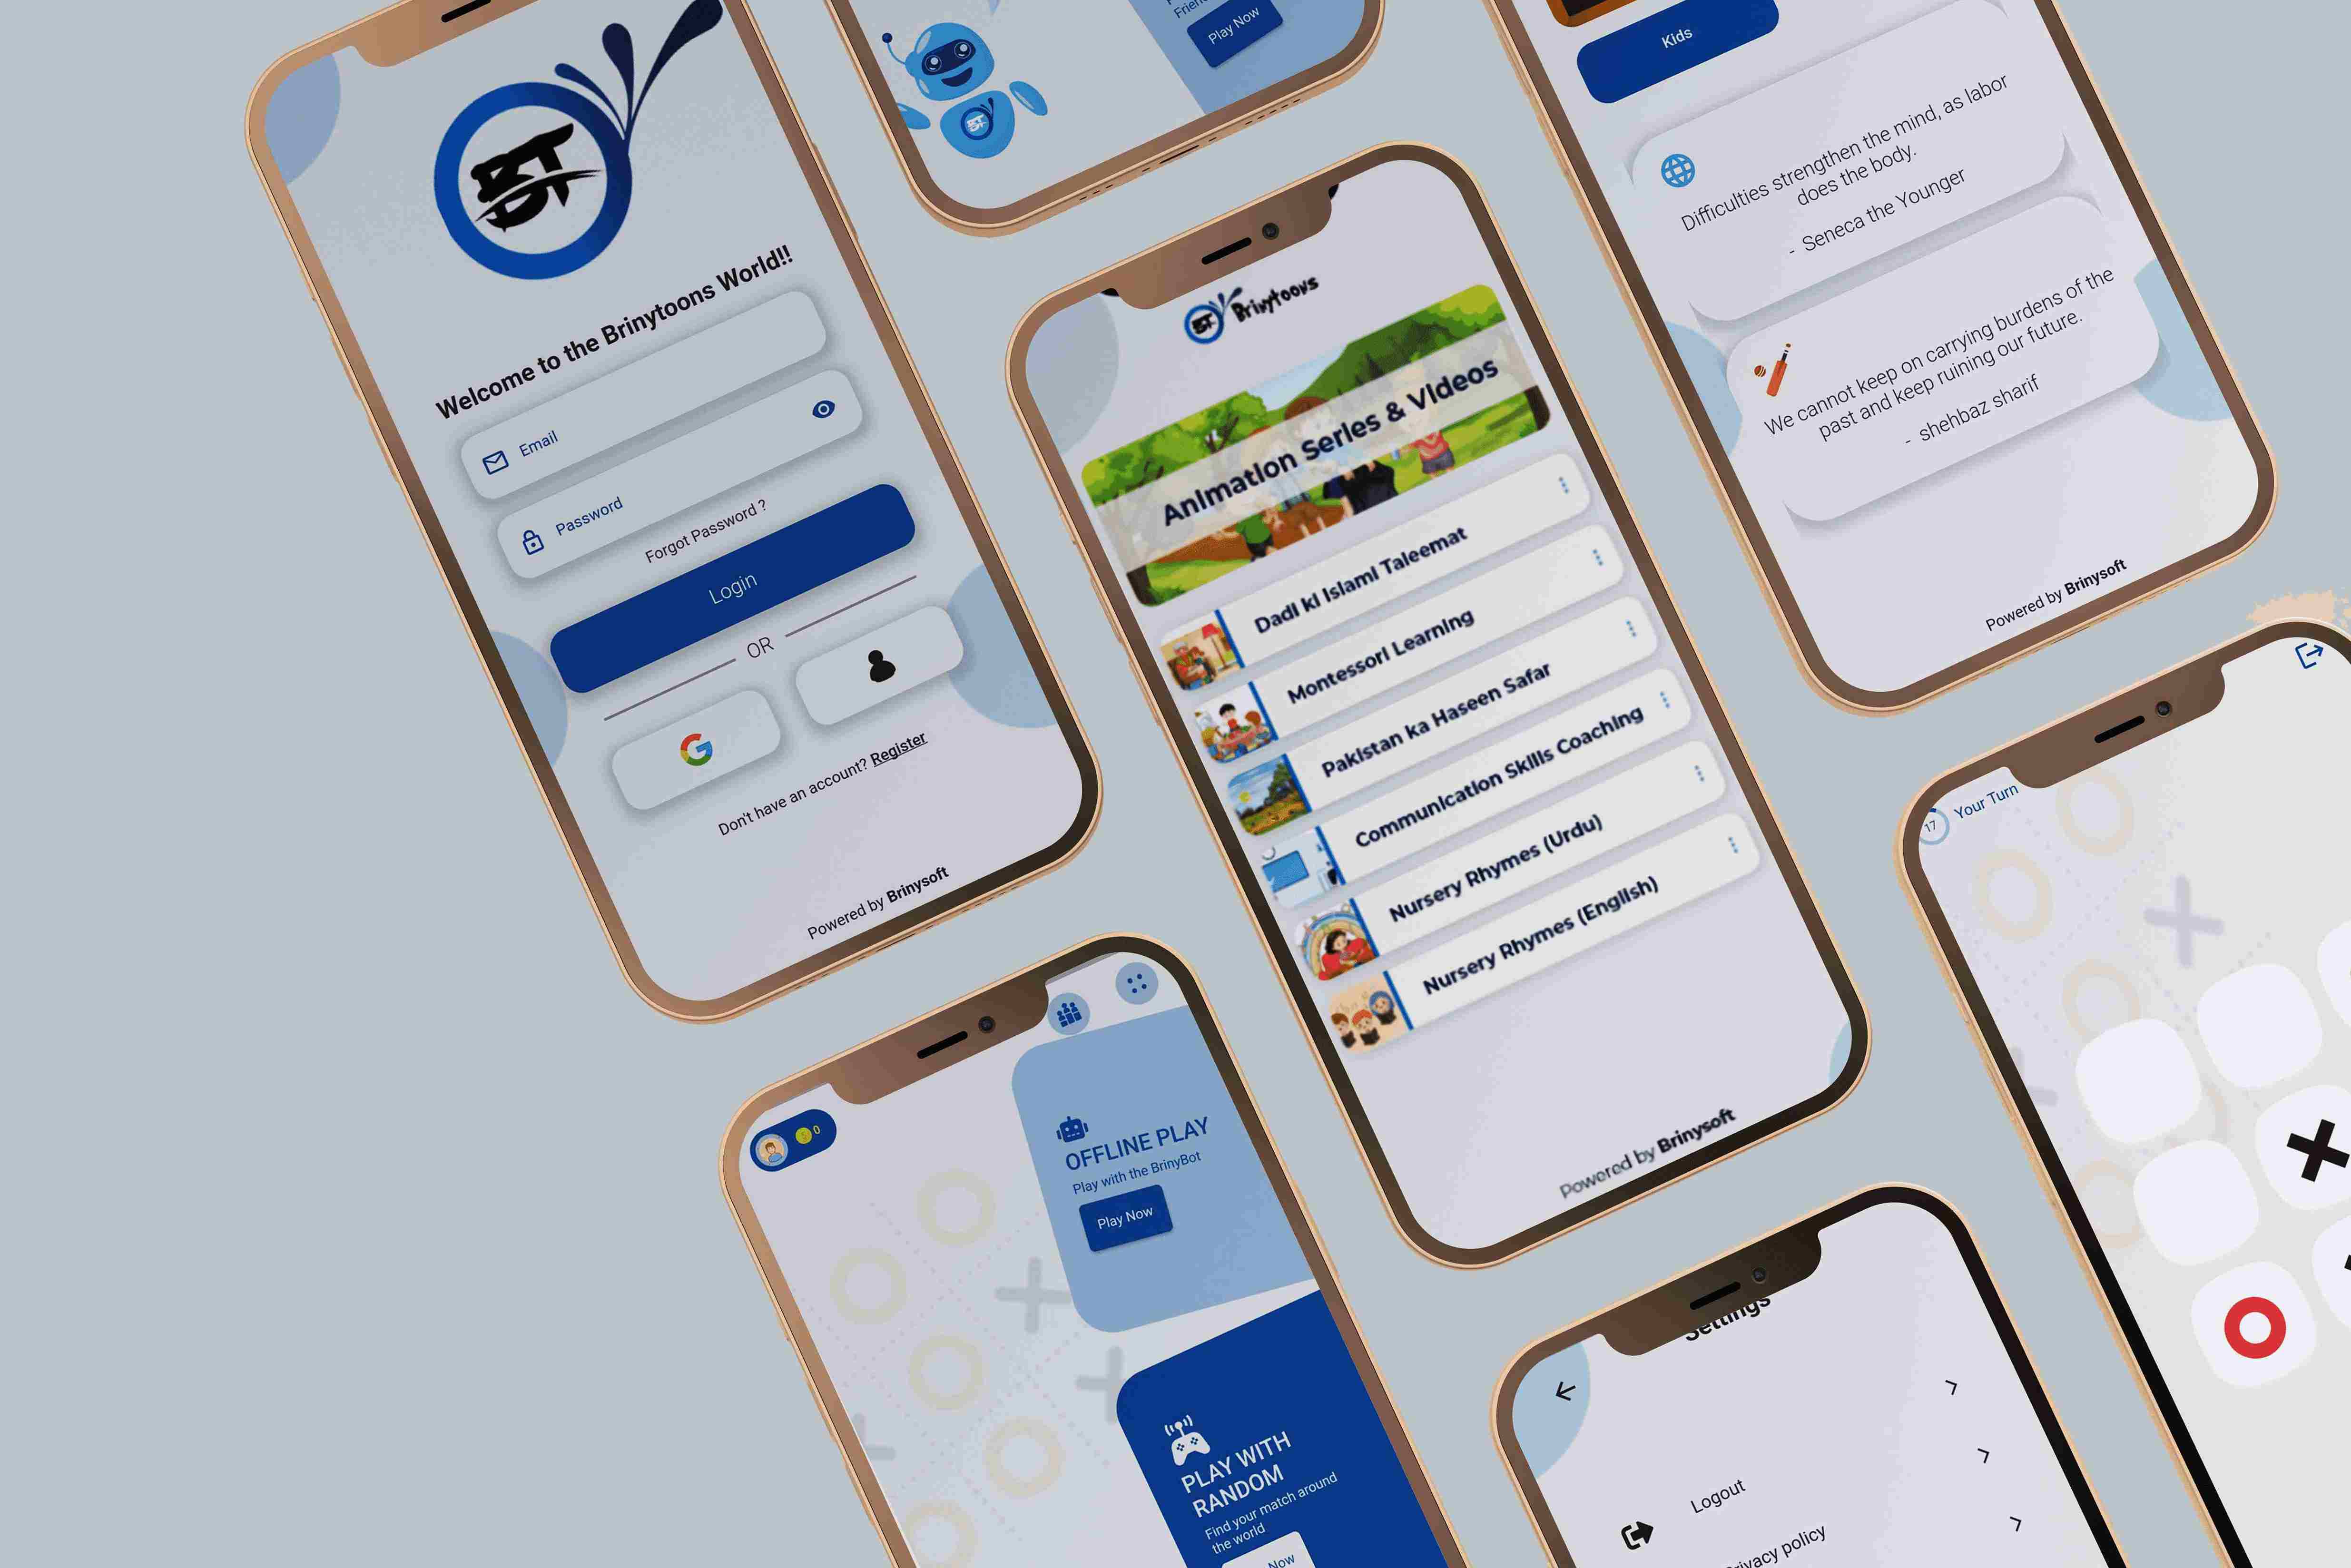 BT
Welcome to the Brinytoons World!!
Email
Password
Forgot Password ?
Login
OR
Don't have an account? Register
Powered by Brinysoft
Play Now
BT
Brinytoons
Animation Series & Videos
Dadi ki Islami Taleemat
Montessori Learning
Pakistan ka Haseen Safar
Communication Skills Coaching
Nursery Rhymes (Urdu)
Nursery Rhymes (English)
Powered by Brinysoft
Kids
Difficulties strengthen the mind, as labor
does the body.
- Seneca the Younger
We cannot keep on carrying burdens of the
past and keep ruining our future.
- shehbaz sharif
Powered by Brinysoft
0
OFFLINE PLAY
Play with the BrinyBot
Play Now
PLAY WITH
RANDOM
Find your match around
the world
Now
Settings
Logout
17
Your Turn